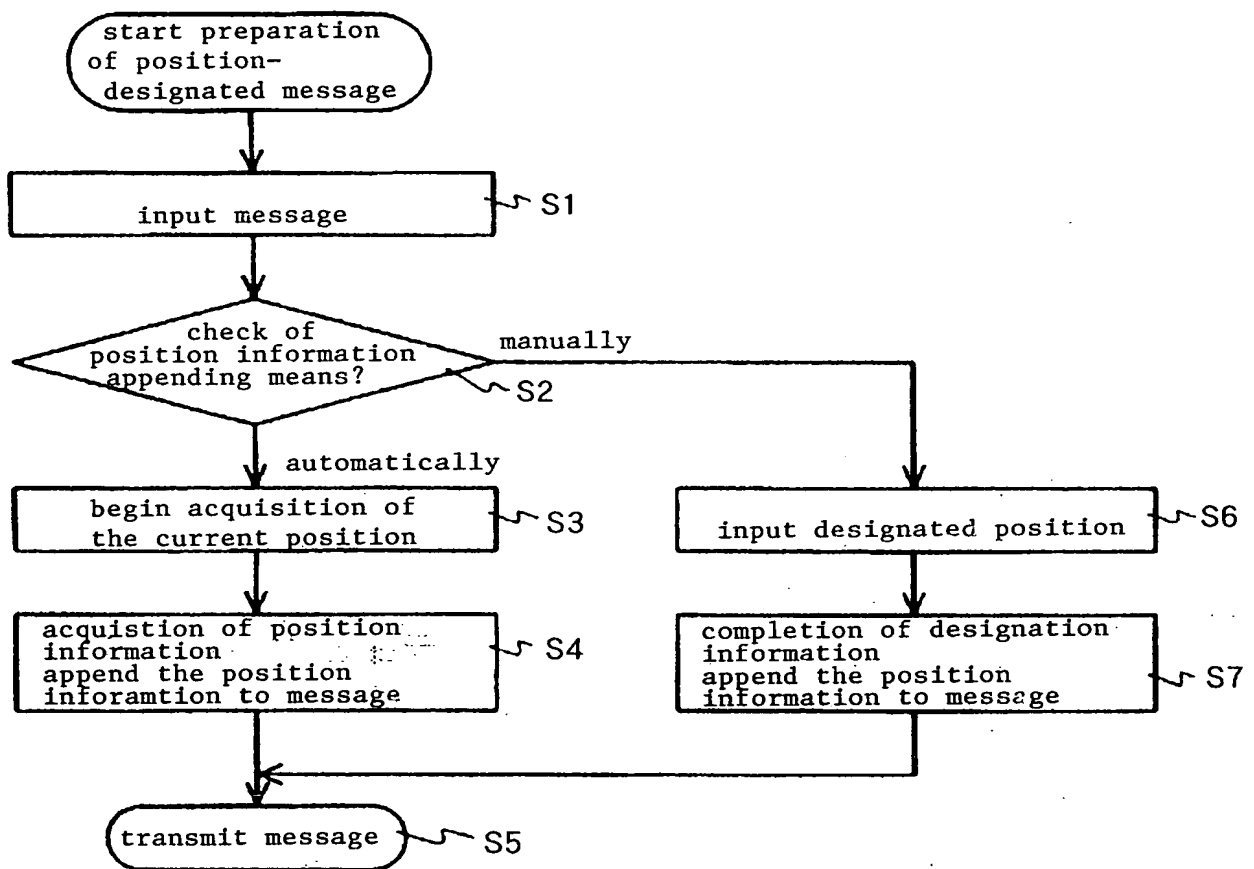 start preparation
of position-
designated message
input message
S1
check of
position information
appending means?
S2
manually
automatically
begin acquisition of
the current position
S3
input designated position
S6
acquistion of position
information
append the position
inforamtion to message
S4
completion of designation
information
append the position
information to message
S7
transmit message
S5